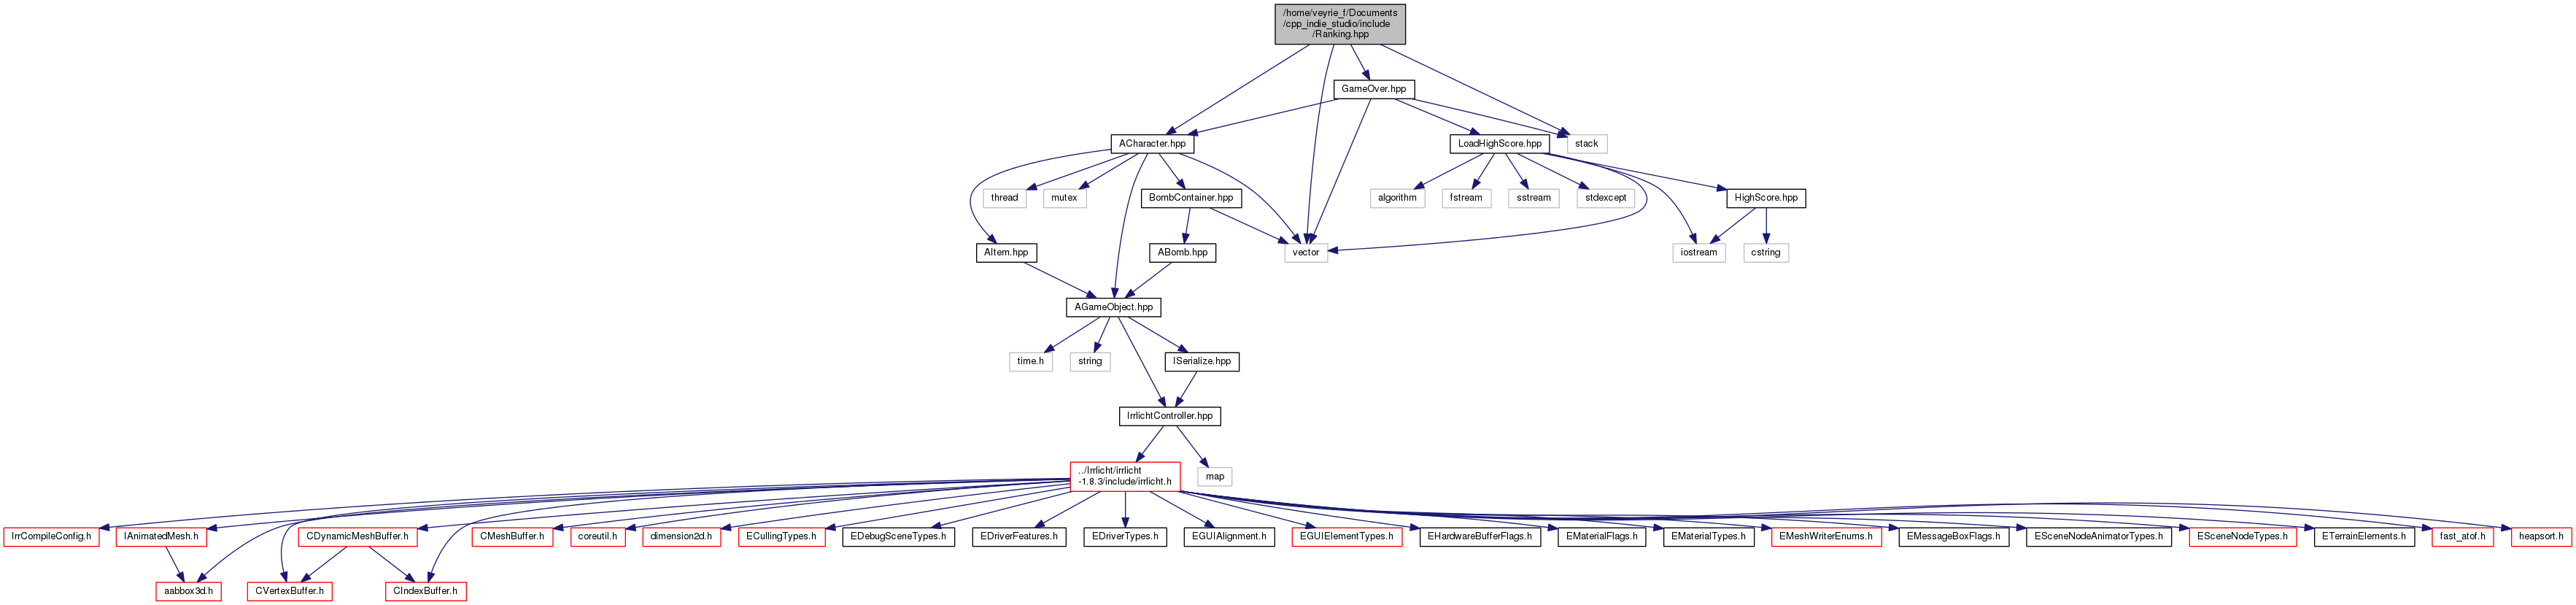 /home/veyrie_f/Documents
/cpp_indie_studio/include
/Ranking.hpp
GameOver.hpp
ACharacter.hpp
LoadHighScore.hpp
stack
thread
mutex
BombContainer.hpp
algorithm
fstream
sstream
stdexcept
HighScore.hpp
AItem.hpp
ABomb.hpp
vector
iostream
cstring
AGameObject.hpp
time.h
string
ISerialize.hpp
IrrlichtController.hpp
../Irrlicht/irrlicht
-1.8.3/include/irrlicht.h
map
IrrCompileConfig.h
IAnimatedMesh.h
CDynamicMeshBuffer.h
CMeshBuffer.h
coreutil.h
dimension2d.h
ECullingTypes.h
EDebugSceneTypes.h
EDriverFeatures.h
EDriverTypes.h
EGUIAlignment.h
EGUIElementTypes.h
EHardwareBufferFlags.h
EMaterialFlags.h
EMaterialTypes.h
EMeshWriterEnums.h
EMessageBoxFlags.h
ESceneNodeAnimatorTypes.h
ESceneNodeTypes.h
ETerrainElements.h
fast_atof.h
heapsort.h
aabbox3d.h
CVertexBuffer.h
CIndexBuffer.h